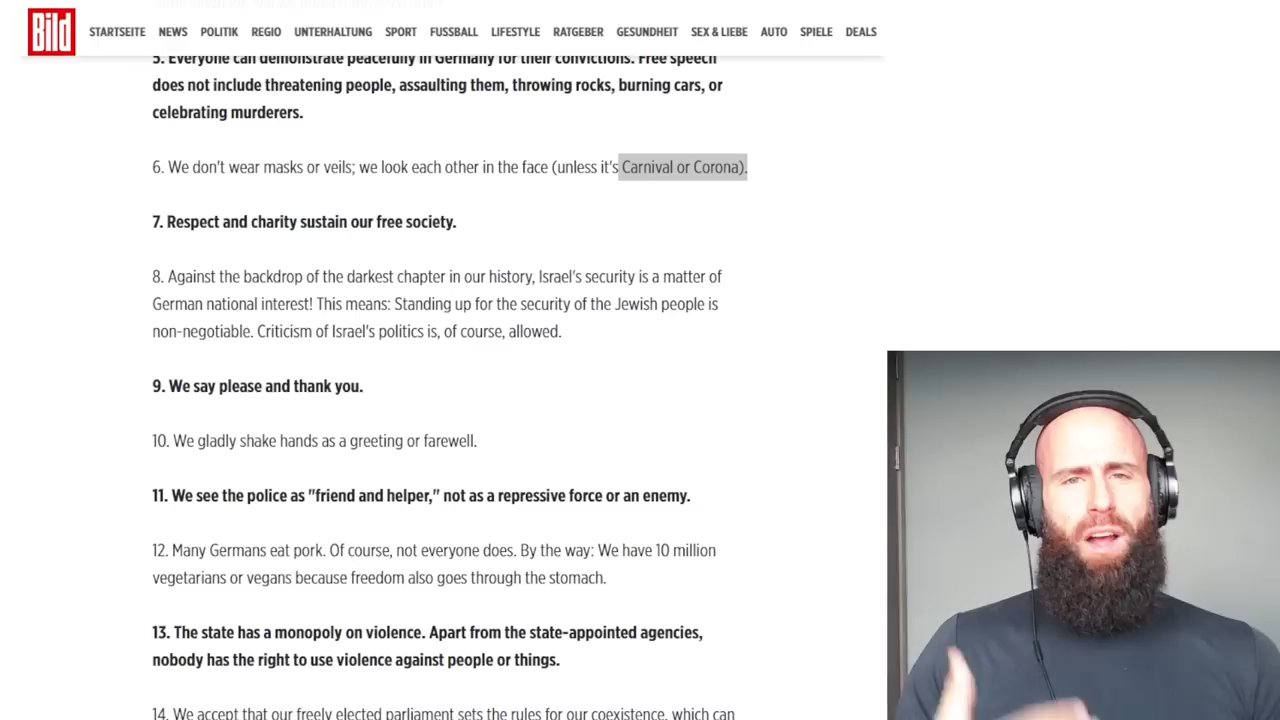 Bild
STARTSEITE NEWS POLITIK REGIO UNTERHALTUNG SPORT FUSSBALL LIFESTYLE RATGEBER GESUNDHEIT SEX & LIEBE AUTO SPIELE DEALS
5. Everyone can demonstrate peacefully in Germany for their convictions. Free speech
does not include threatening people, assaulting them, throwing rocks, burning cars, or
celebrating murderers.
6. We don't wear masks or veils; we look each other in the face (unless it's Carnival or Corona).
7. Respect and charity sustain our free society.
8. Against the backdrop of the darkest chapter in our history, Israel's security is a matter of
German national interest! This means: Standing up for the security of the Jewish people is
non-negotiable. Criticism of Israel's politics is, of course, allowed.
9. We say please and thank you.
10. We gladly shake hands as a greeting or farewell.
11. We see the police as "friend and helper," not as a repressive force or an enemy.
12. Many Germans eat pork. Of course, not everyone does. By the way: We have 10 million
vegetarians or vegans because freedom also goes through the stomach.
13. The state has a monopoly on violence. Apart from the state-appointed agencies,
nobody has the right to use violence against people or things.
14. We accept that our freely elected parliament sets the rules for our coexistence, which can